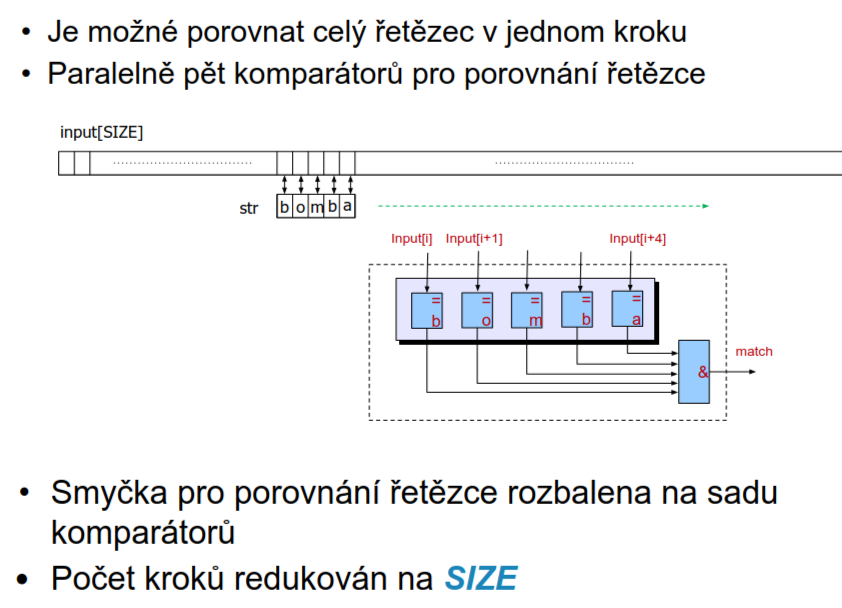 • Je možné porovnat celý řetězec v jednom kroku
• Paralelně pět komparátorů pro porovnání řetězce
input[SIZE]
str b o m b a
Input[i] Input[i+1] Input[i+4]
= = = = =
b o m b a
match
&
• Smyčka pro porovnání řetězce rozbalena na sadu
komparátorů
• Počet kroků redukován na SIZE